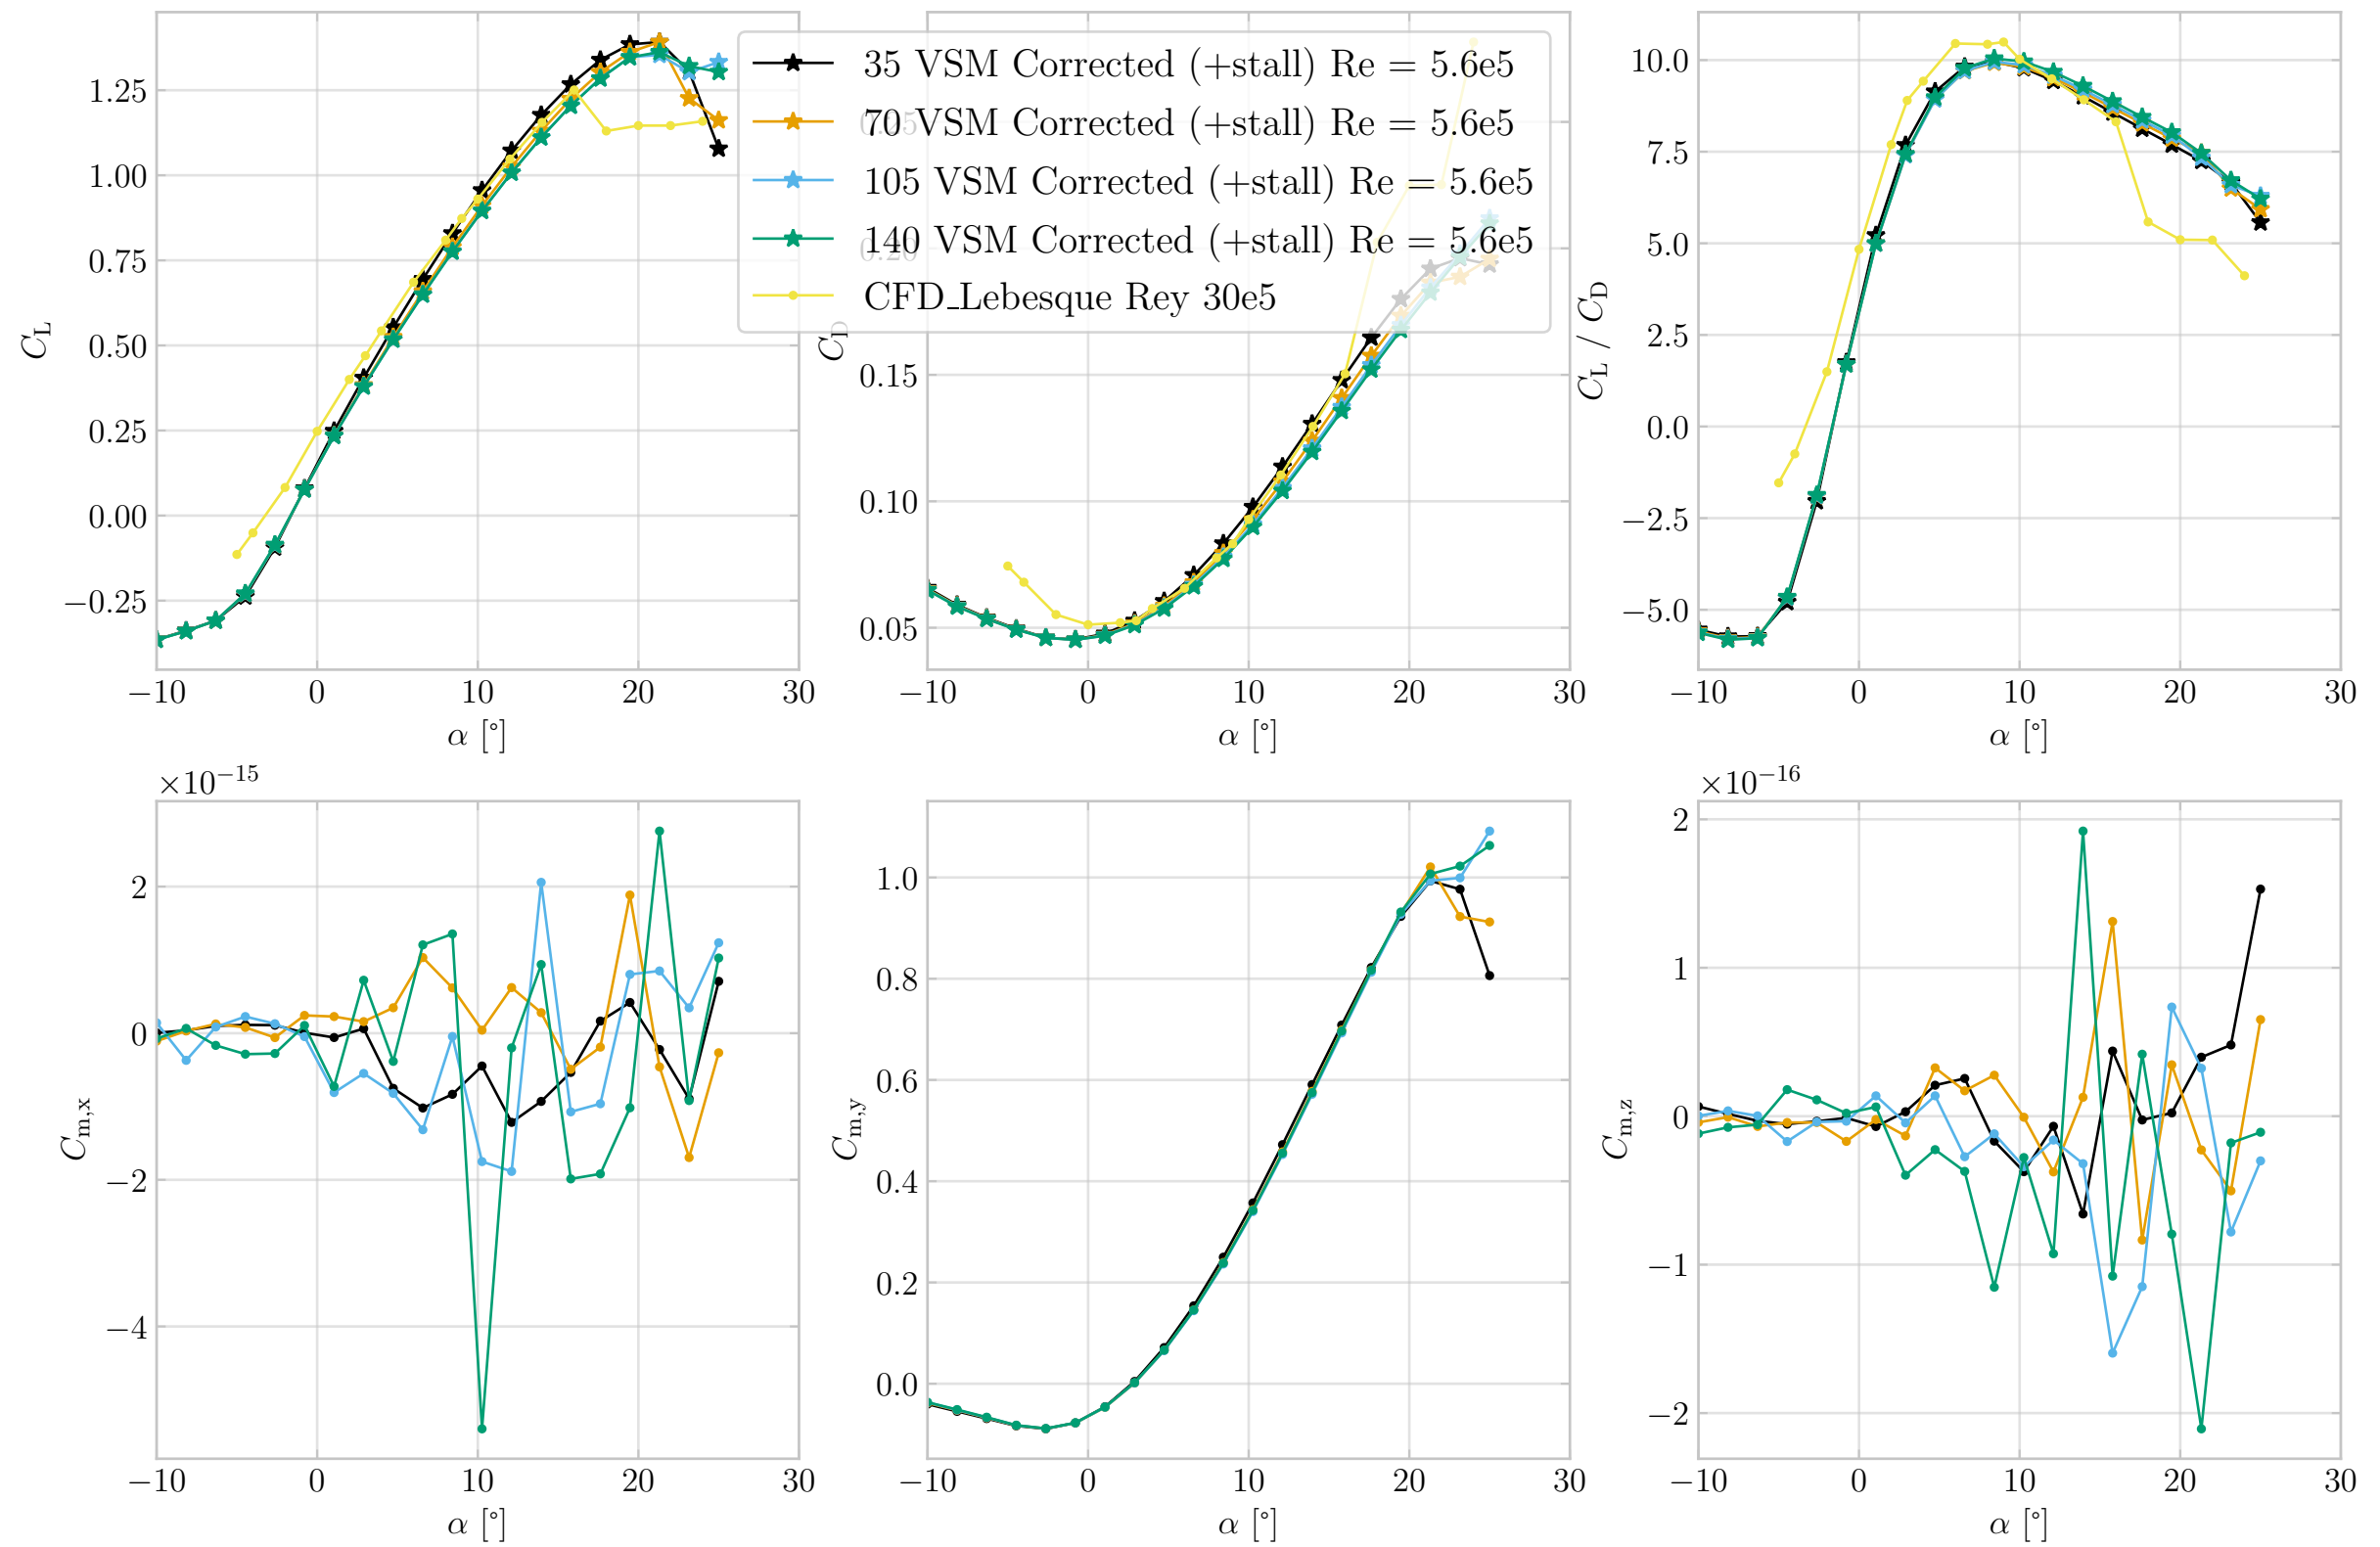 35 VSM Corrected (+stall) Re = 5.6e5
70 VSM Corrected (+stall) Re = 5.6e5
105 VSM Corrected (+stall) Re = 5.6e5
140 VSM Corrected (+stall) Re = 5.6e5
CFD_Lebesque Rey 30e5
C_L
1.25
1.00
0.75
0.50
0.25
0.00
−0.25
−10 0 10 20 30
α [°]
C_D
0.25
0.20
0.15
0.10
0.05
−10 0 10 20 30
α [°]
C_L / C_D
10.0
7.5
5.0
2.5
0.0
−2.5
−5.0
−10 0 10 20 30
α [°]
×10^−15
C_m,x
2
0
−2
−4
−10 0 10 20 30
α [°]
C_m,y
1.0
0.8
0.6
0.4
0.2
0.0
−10 0 10 20 30
α [°]
×10^−16
C_m,z
2
1
0
−1
−2
−10 0 10 20 30
α [°]